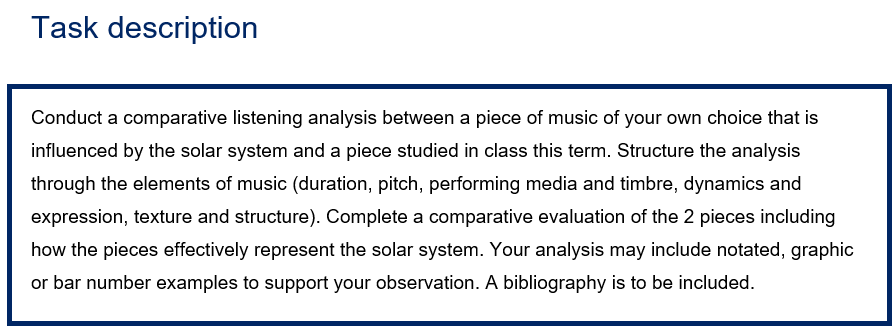 Task description
Conduct a comparative listening analysis between a piece of music of your own choice that is
influenced by the solar system and a piece studied in class this term. Structure the analysis
through the elements of music (duration, pitch, performing media and timbre, dynamics and
expression, texture and structure). Complete a comparative evaluation of the 2 pieces including
how the pieces effectively represent the solar system. Your analysis may include notated, graphic
or bar number examples to support your observation. A bibliography is to be included.